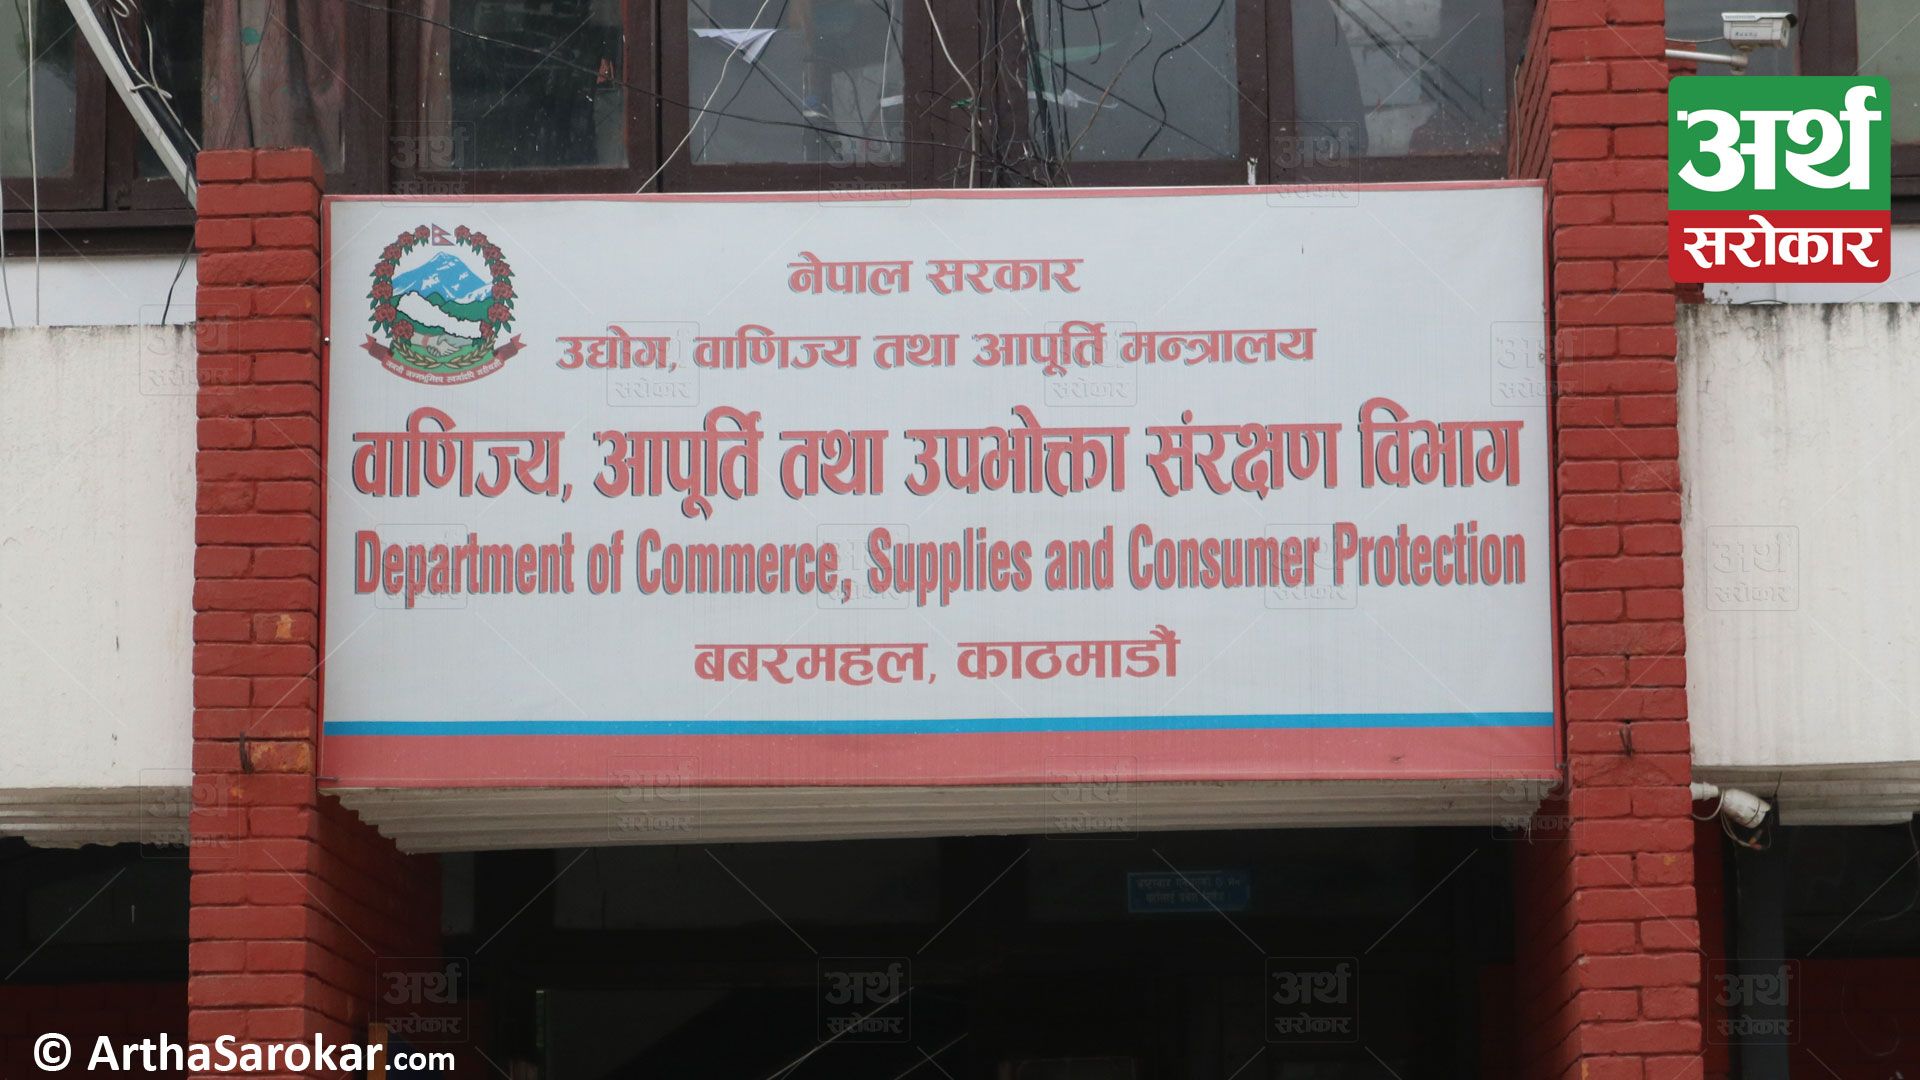 अर्थ
सरोकार
नेपाल सरकार
उद्योग, वाणिज्य तथा आपूर्ति मन्त्रालय
वाणिज्य, आपूर्ति तथा उपभोक्ता संरक्षण विभाग
Department of Commerce, Supplies and Consumer Protection
बबरमहल, काठमाडौं
© ArthaSarokar.com